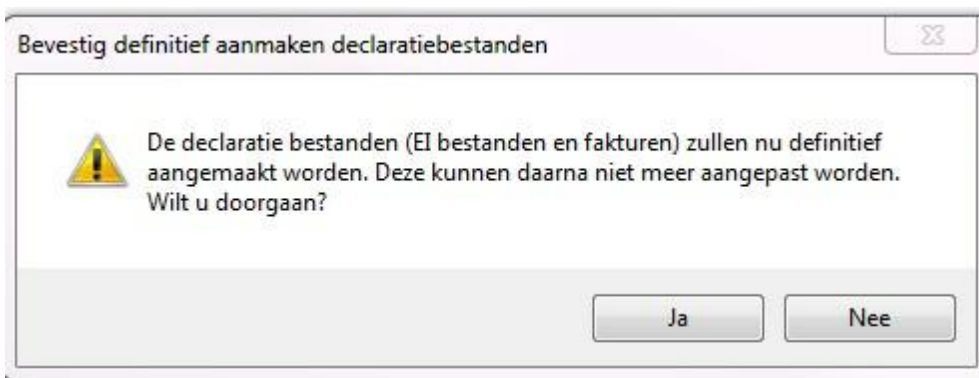 Bevestig definitief aanmaken declaratiebestanden
De declaratie bestanden (EI bestanden en fakturen) zullen nu definitief
aangemaakt worden. Deze kunnen daarna niet meer aangepast worden.
Wilt u doorgaan?
Ja
Nee